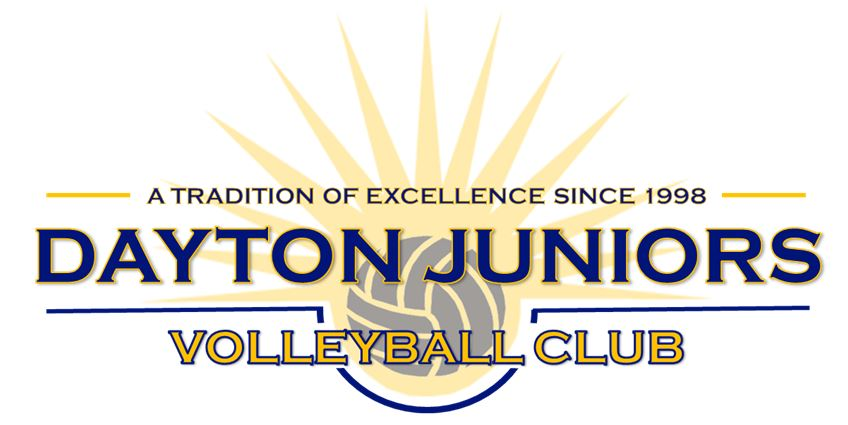 A TRADITION OF EXCELLENCE SINCE 1998
DAYTON JUNIORS
VOLLEYBALL CLUB